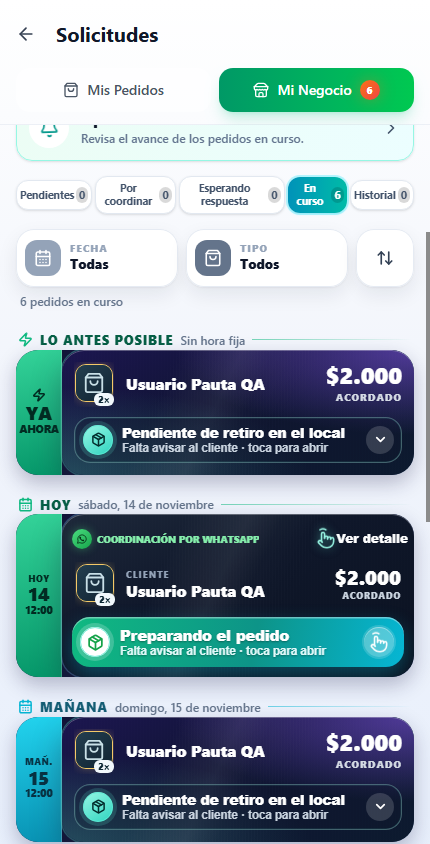 Solicitudes
Mis Pedidos
Mi Negocio 6
Revisa el avance de los pedidos en curso.
Pendientes 0
Por coordinar 0
Esperando respuesta 0
En curso 6
Historial 0
FECHA
Todas
TIPO
Todos
6 pedidos en curso
LO ANTES POSIBLE Sin hora fija
YA
AHORA
2x
Usuario Pauta QA
$2.000
ACORDADO
Pendiente de retiro en el local
Falta avisar al cliente · toca para abrir
HOY sábado, 14 de noviembre
HOY
14
12:00
COORDINACIÓN POR WHATSAPP
Ver detalle
2x
CLIENTE
Usuario Pauta QA
$2.000
ACORDADO
Preparando el pedido
Falta avisar al cliente · toca para abrir
MAÑANA domingo, 15 de noviembre
MAÑ.
15
12:00
2x
Usuario Pauta QA
$2.000
ACORDADO
Pendiente de retiro en el local
Falta avisar al cliente · toca para abrir